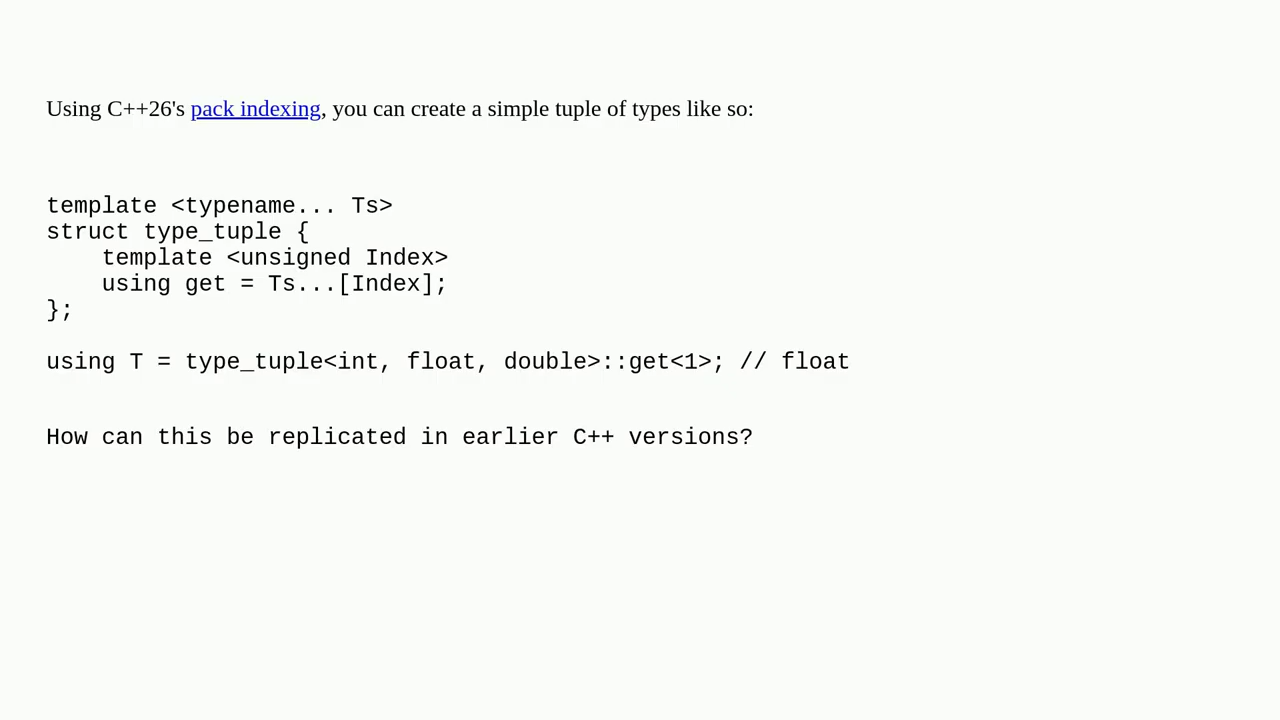 Using C++26's pack indexing, you can create a simple tuple of types like so:
template <typename... Ts>
struct type_tuple {
    template <unsigned Index>
    using get = Ts...[Index];
};
using T = type_tuple<int, float, double>::get<1>; // float
How can this be replicated in earlier C++ versions?